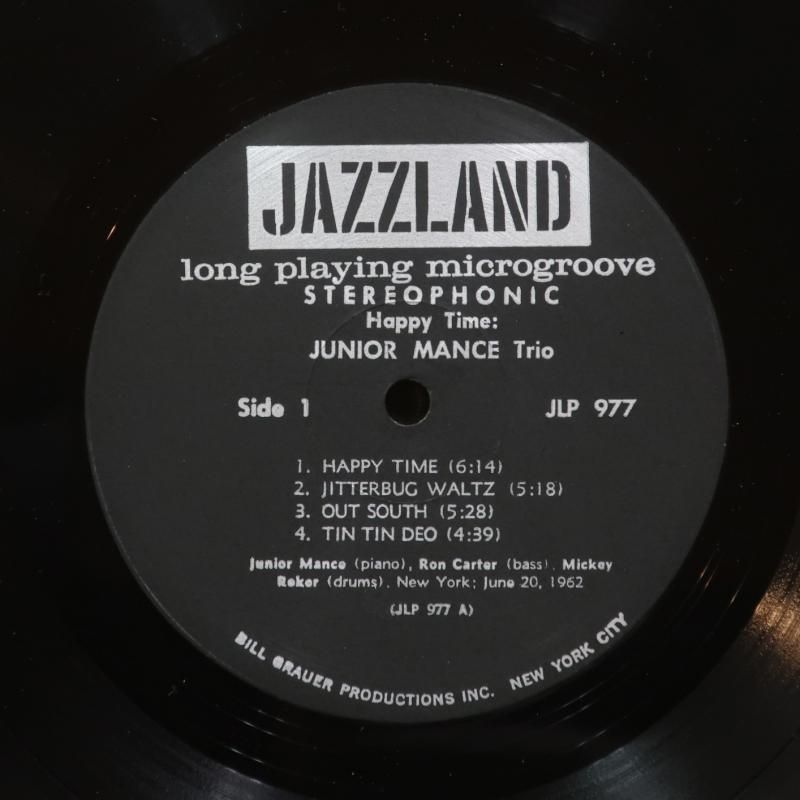 JAZZLAND
long playing microgroove
STEREOPHONIC
Happy Time:
JUNIOR MANCE Trio
Side 1
JLP 977
1. HAPPY TIME (6:14)
2. JITTERBUG WALTZ (5:18)
3. OUT SOUTH (5:28)
4. TIN TIN DEO (4:39)
Junior Mance (piano), Ron Carter (bass), Mickey
Roker (drums). New York; June 20, 1962
(JLP 977 A)
BILL GRAUER PRODUCTIONS INC. NEW YORK CITY